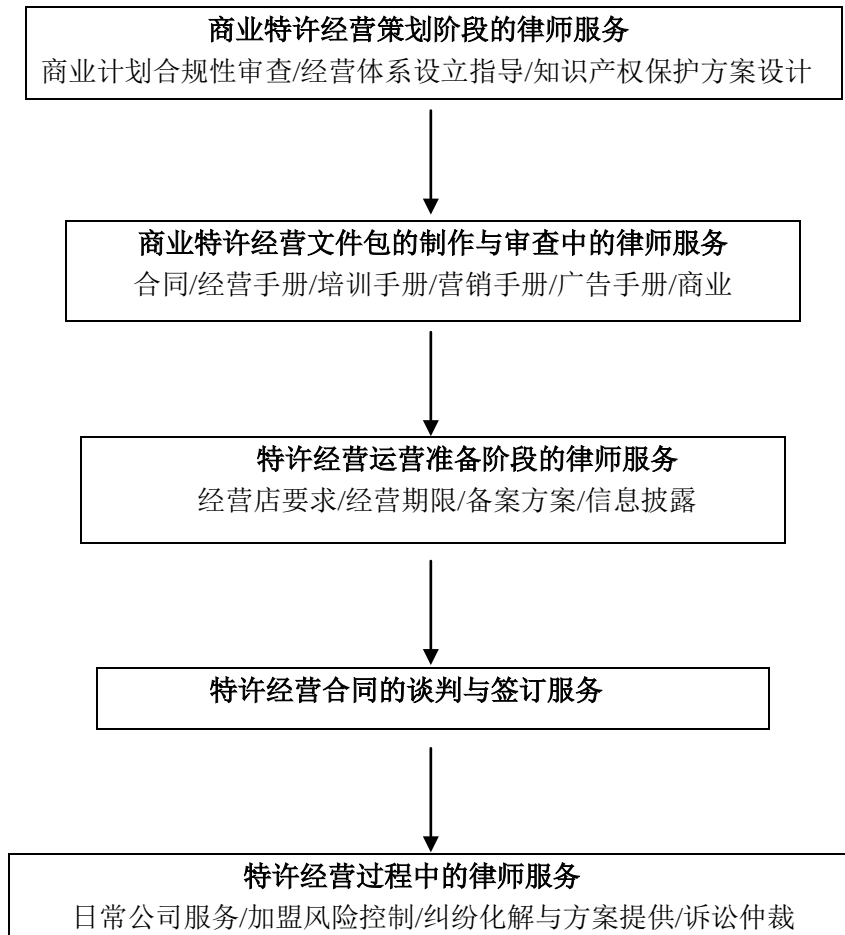 商业特许经营策划阶段的律师服务
商业计划合规性审查/经营体系设立指导/知识产权保护方案设计
商业特许经营文件包的制作与审查中的律师服务
合同/经营手册/培训手册/营销手册/广告手册/商业
特许经营运营准备阶段的律师服务
经营店要求/经营期限/备案方案/信息披露
特许经营合同的谈判与签订服务
特许经营过程中的律师服务
日常公司服务/加盟风险控制/纠纷化解与方案提供/诉讼仲裁